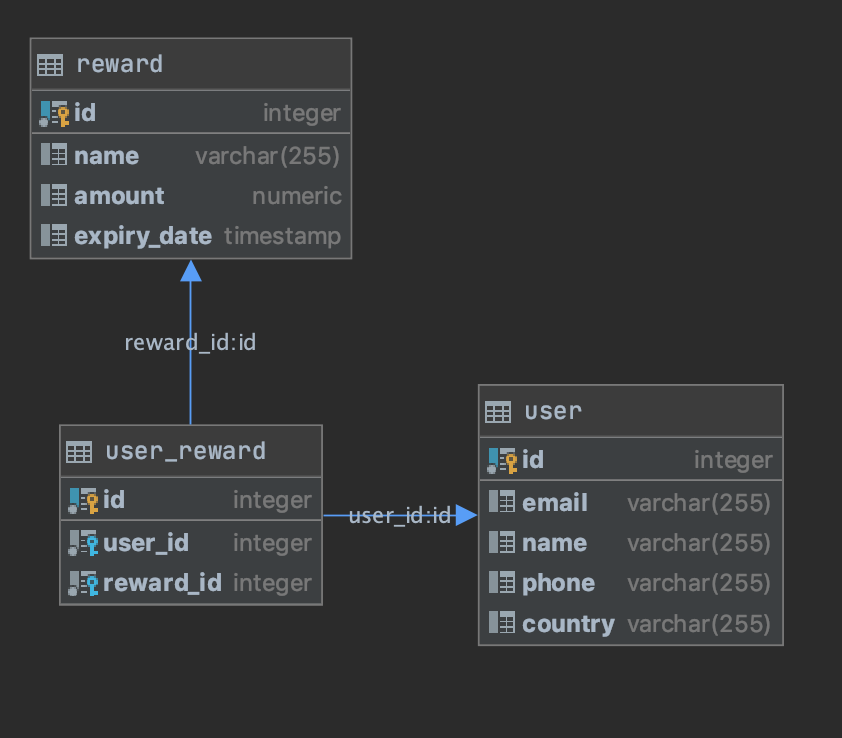 reward
id integer
name varchar(255)
amount numeric
expiry_date timestamp
reward_id:id
user_reward
id integer
user_id integer
reward_id integer
user_id:id
user
id integer
email varchar(255)
name varchar(255)
phone varchar(255)
country varchar(255)